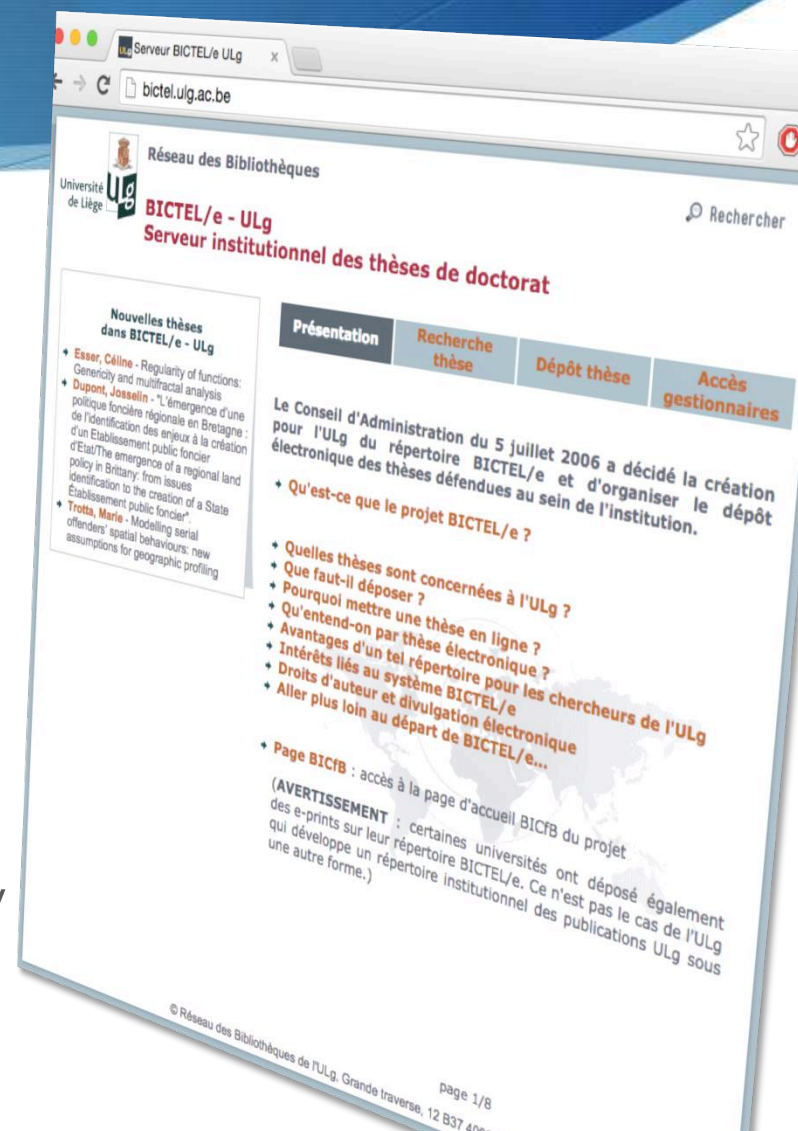 Serveur BICTEL/e ULg
bictel.ulg.ac.be
Université
de Liège
ULg
Réseau des Bibliothèques
Rechercher
BICTEL/e - ULg
Serveur institutionnel des thèses de doctorat
Nouvelles thèses
dans BICTEL/e - ULg
Esser, Céline - Regularity of functions:
Genericity and multifractal analysis
Dupont, Josselin - "L'émergence d'une
politique foncière régionale en Bretagne :
de l'identification des enjeux à la création
d'un Etablissement public foncier
d'Etat/The emergence of a regional land
policy in Brittany: from issues
identification to the creation of a State
Établissement public foncier".
Trotta, Marie - Modelling serial
offenders' spatial behaviours: new
assumptions for geographic profiling
Présentation
Recherche
thèse
Dépôt thèse
Accès
gestionnaires
Le Conseil d'Administration du 5 juillet 2006 a décidé la création
pour l'ULg du répertoire BICTEL/e et d'organiser le dépôt
électronique des thèses défendues au sein de l'institution.
Qu'est-ce que le projet BICTEL/e ?
Quelles thèses sont concernées à l'ULg ?
Que faut-il déposer ?
Pourquoi mettre une thèse en ligne ?
Qu'entend-on par thèse électronique ?
Avantages d'un tel répertoire pour les chercheurs de l'ULg
Intérêts liés au système BICTEL/e
Droits d'auteur et divulgation électronique
Aller plus loin au départ de BICTEL/e...
Page BICfB : accès à la page d'accueil BICfB du projet
(AVERTISSEMENT : certaines universités ont déposé également
des e-prints sur leur répertoire BICTEL/e. Ce n'est pas le cas de l'ULg
qui développe un répertoire institutionnel des publications ULg sous
une autre forme.)
page 1/8
© Réseau des Bibliothèques de l'ULg, Grande traverse, 12 B37